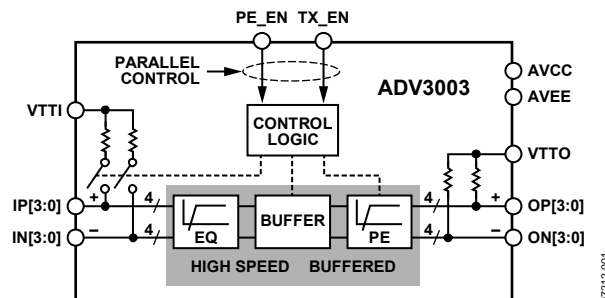 PE_EN TX_EN
PARALLEL
CONTROL
ADV3003
AVCC
AVEE
VTTI
CONTROL
LOGIC
VTTO
IP[3:0]
+
4
4
+
OP[3:0]
EQ
BUFFER
PE
IN[3:0]
−
4
4
−
ON[3:0]
HIGH SPEED BUFFERED